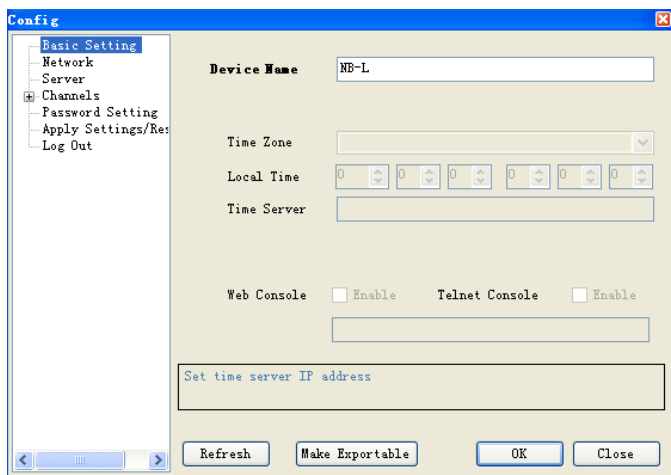 Config
Basic Setting
Network
Server
Channels
Password Setting
Apply Settings/Res
Log Out
Device Name
NB-L
Time Zone
Local Time
0 0 0 0 0 0
Time Server
Web Console Enable Telnet Console Enable
Set time server IP address
Refresh Make Exportable OK Close